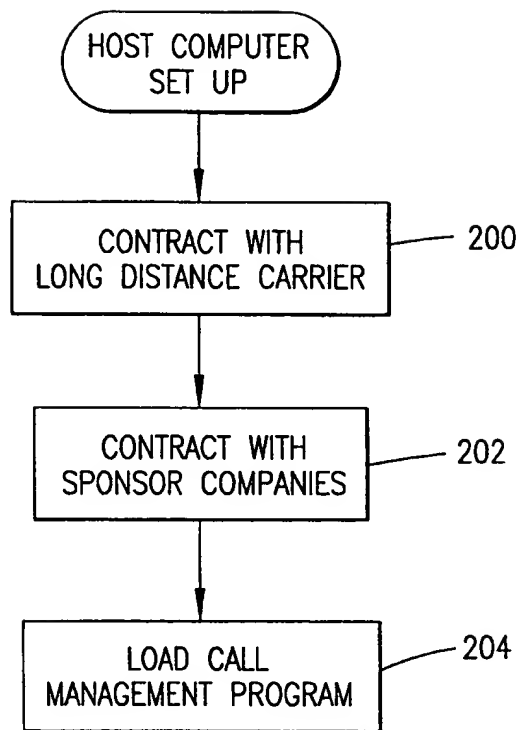 HOST COMPUTER
SET UP
CONTRACT WITH
LONG DISTANCE CARRIER
200
CONTRACT WITH
SPONSOR COMPANIES
202
LOAD CALL
MANAGEMENT PROGRAM
204